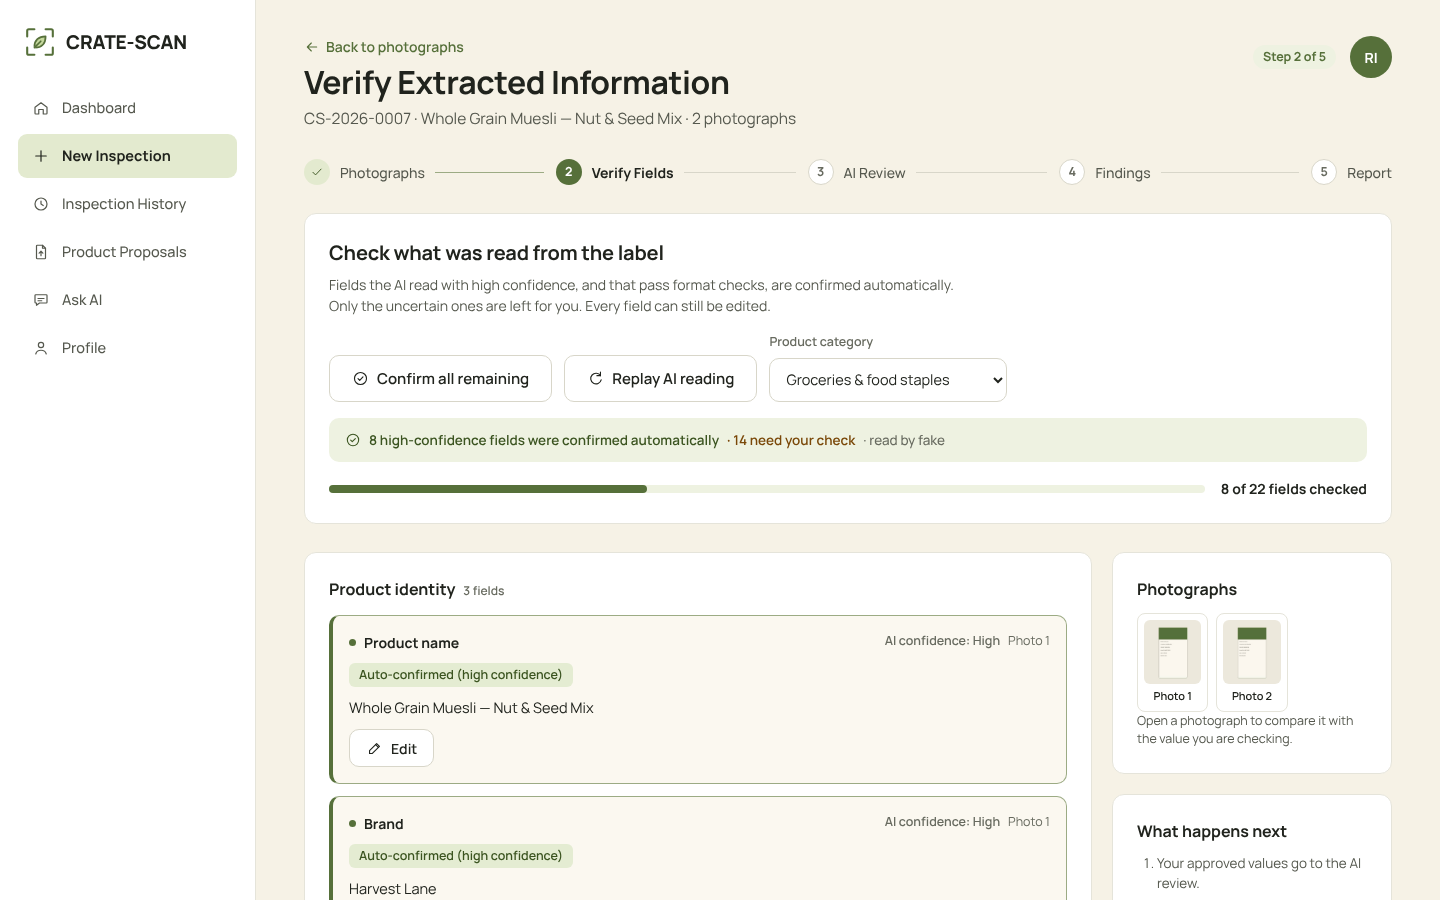 CRATE-SCAN
Dashboard
New Inspection
Inspection History
Product Proposals
Ask AI
Profile
Back to photographs
Verify Extracted Information
CS-2026-0007 · Whole Grain Muesli — Nut & Seed Mix · 2 photographs
Step 2 of 5
RI
Photographs
2 Verify Fields
3 AI Review
4 Findings
5 Report
Check what was read from the label
Fields the AI read with high confidence, and that pass format checks, are confirmed automatically.
Only the uncertain ones are left for you. Every field can still be edited.
Product category
Confirm all remaining
Replay AI reading
Groceries & food staples
8 high-confidence fields were confirmed automatically · 14 need your check · read by fake
8 of 22 fields checked
Product identity 3 fields
Product name
AI confidence: High Photo 1
Auto-confirmed (high confidence)
Whole Grain Muesli — Nut & Seed Mix
Edit
Brand
AI confidence: High Photo 1
Auto-confirmed (high confidence)
Harvest Lane
Photographs
Photo 1
Photo 2
Open a photograph to compare it with
the value you are checking.
What happens next
1. Your approved values go to the AI
review.